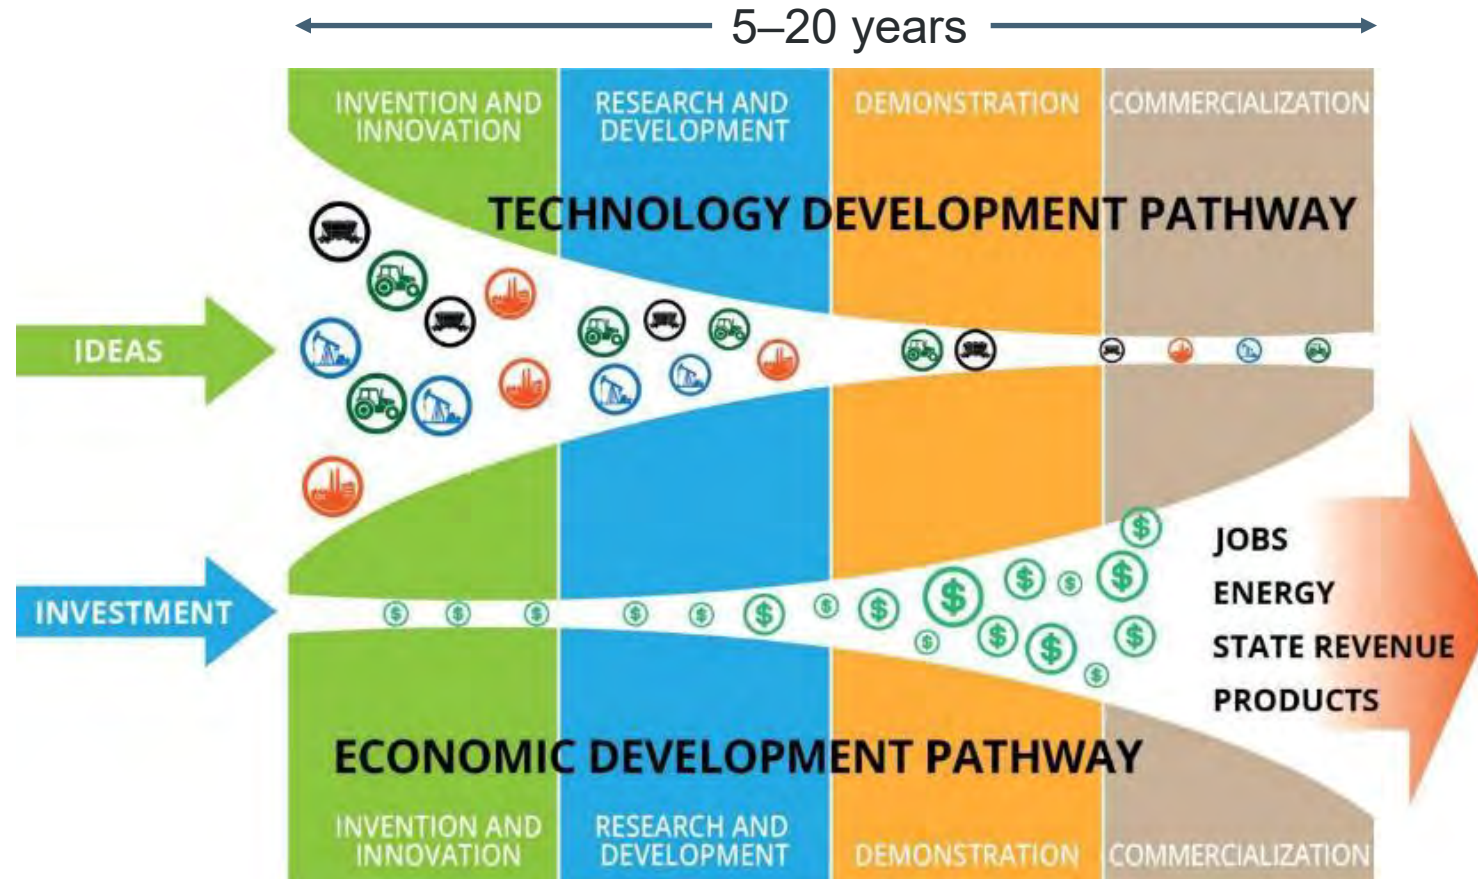 5–20 years
INVENTION AND
INNOVATION
RESEARCH AND
DEVELOPMENT
DEMONSTRATION
COMMERCIALIZATION
TECHNOLOGY DEVELOPMENT PATHWAY
IDEAS
INVESTMENT
$ $ $ $ $ $ $ $ $ $ $ $ $ $ $ $ $ $
JOBS
ENERGY
STATE REVENUE
PRODUCTS
ECONOMIC DEVELOPMENT PATHWAY
INVENTION AND
INNOVATION
RESEARCH AND
DEVELOPMENT
DEMONSTRATION
COMMERCIALIZATION